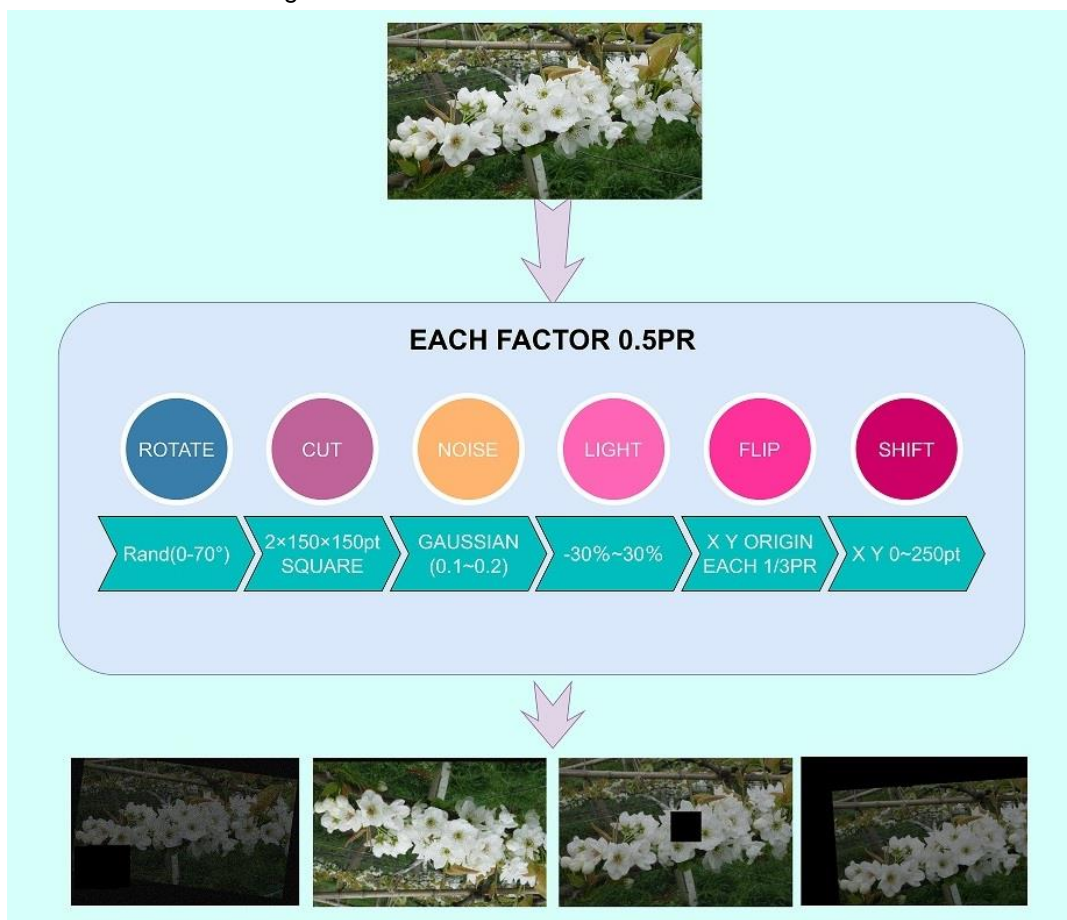 EACH FACTOR 0.5PR
ROTATE
CUT
NOISE
LIGHT
FLIP
SHIFT
Rand(0-70°)
2×150×150pt
SQUARE
GAUSSIAN
(0.1~0.2)
-30%~30%
X Y ORIGIN
EACH 1/3PR
X Y 0~250pt